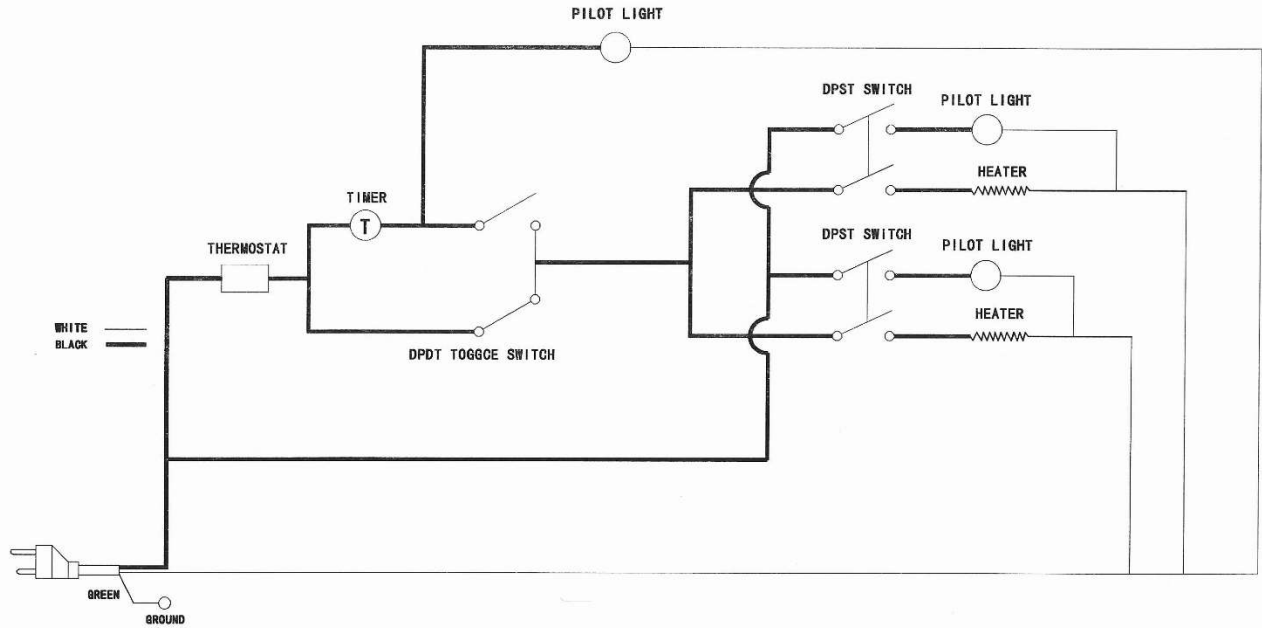 PILOT LIGHT
DPST SWITCH
PILOT LIGHT
HEATER
TIMER
T
THERMOSTAT
DPST SWITCH
PILOT LIGHT
HEATER
WHITE
BLACK
DPDT TOGGCE SWITCH
GREEN
GROUND